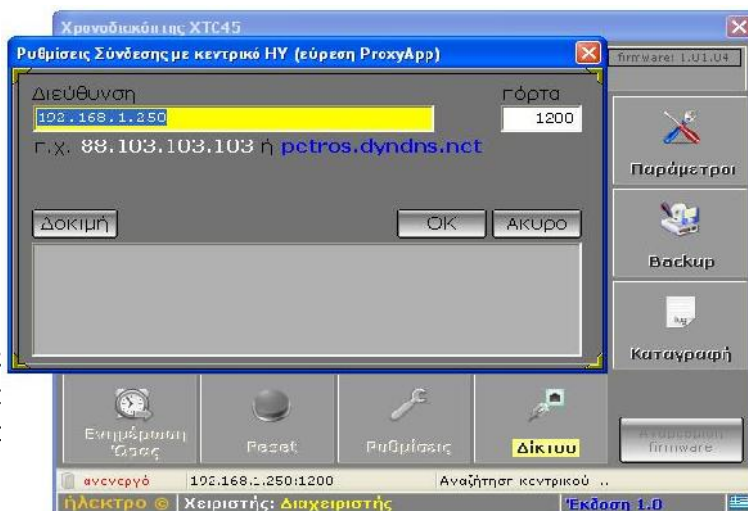 Χρονοδιακόπτης XTC45
Ρυθμίσεις Σύνδεσης με κεντρικό ΗΥ (εύρεση ProxyApp)
firmware: 1.01.04
Διεύθυνση
Πόρτα
192.168.1.250
1200
π.χ. 88.103.103.103 ή petros.dyndns.net
Δοκιμή
OK
Ακυρο
Παράμετροι
Backup
Καταγραφή
Ενημέρωση
Ώρας
Reset
Ρυθμίσεις
Δίκτυο
Αναβάθμιση
firmware
ανενεργό
192.168.1.250:1200
Αναζήτηση κεντρικού ..
ήλεκτρο ©
Χειριστής: Διαχειριστής
Έκδοση 1.0